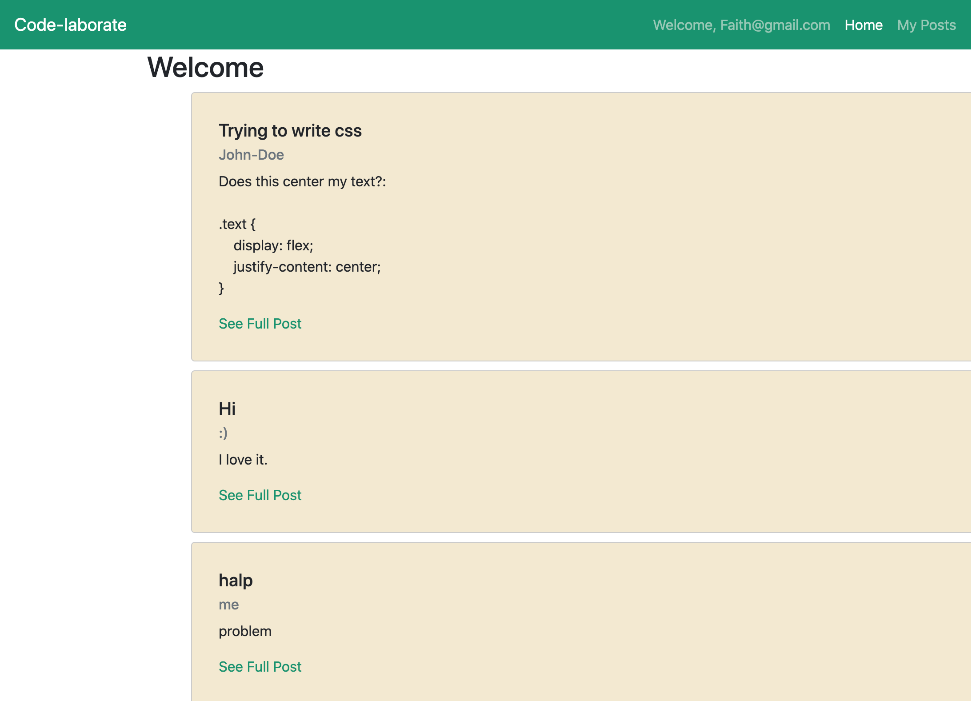 Code-laborate
Welcome, Faith@gmail.com Home My Posts
Welcome
Trying to write css
John-Doe
Does this center my text?:
.text {
display: flex;
justify-content: center;
}
See Full Post
Hi
:)
I love it.
See Full Post
halp
me
problem
See Full Post